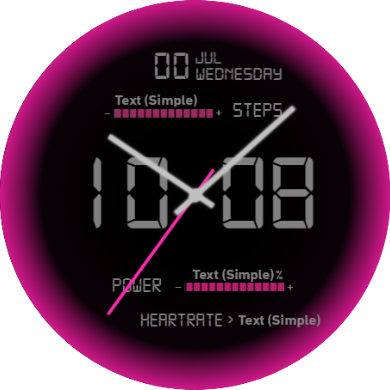 00 JUL
WEDNESDAY
Text (Simple)
- + STEPS
10:08
Text (Simple)%
POWER - +
HEARTRATE > Text (Simple)